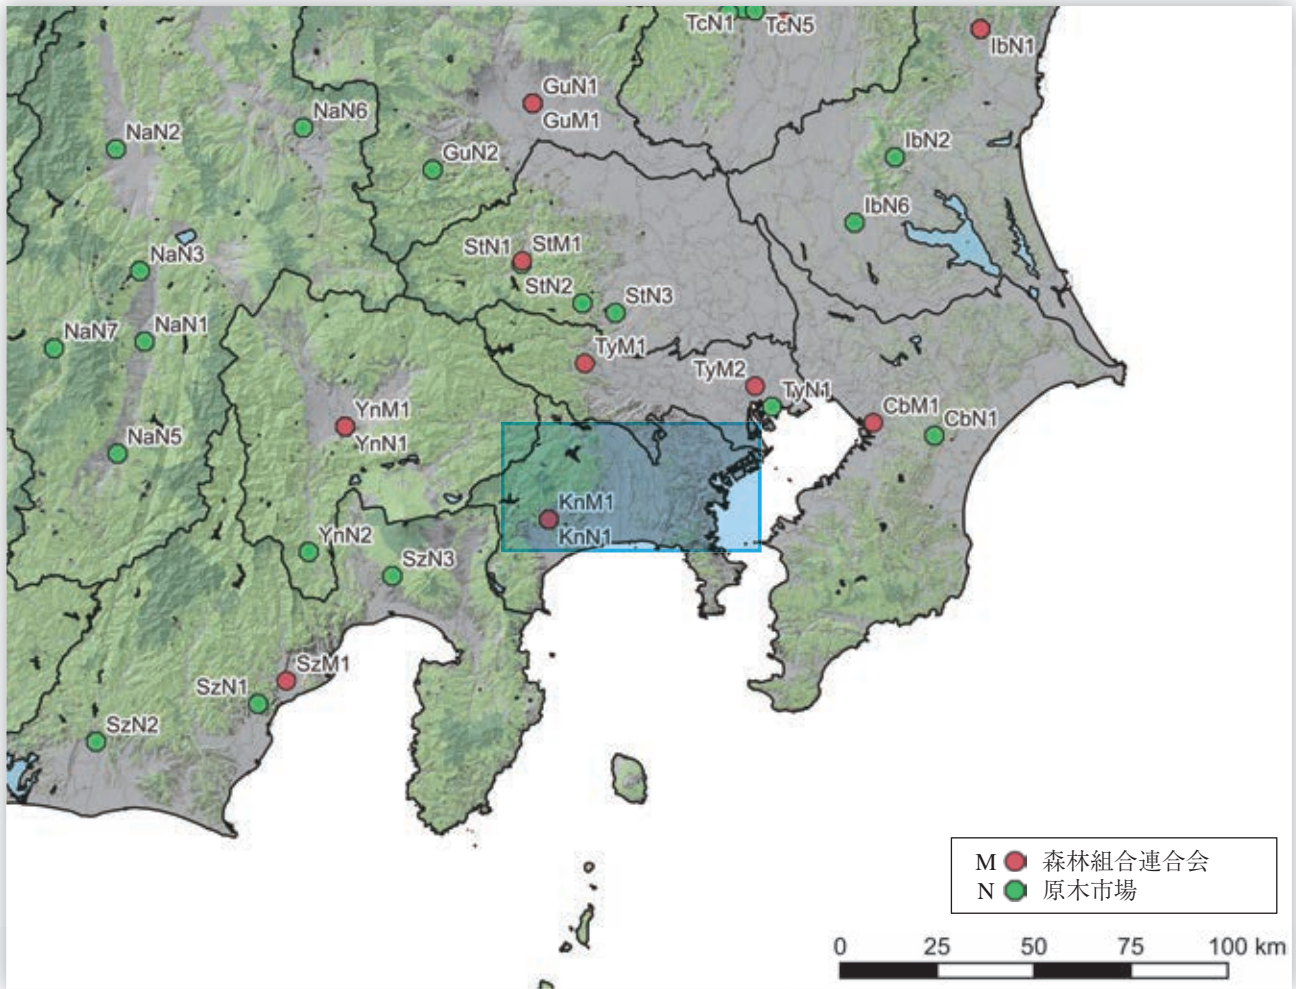 TcN1
TcN5
IbN1
GuN1
GuM1
NaN6
NaN2
IbN2
GuN2
IbN6
StN1
StM1
NaN3
StN2
StN3
NaN7
NaN1
TyM1
TyM2
TyN1
YnM1
CbM1
CbN1
YnN1
NaN5
KnM1
KnN1
YnN2
SzN3
SzM1
SzN1
SzN2
M 森林組合連合会
N 原木市場
0 25 50 75 100 km